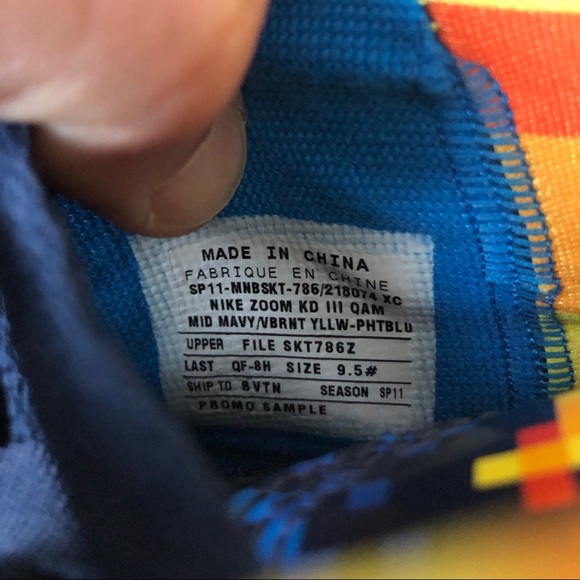 MADE IN CHINA
FABRIQUE EN CHINE
SP11-MNBSKT-786/218074 XC
NIKE ZOOM KD III QAM
MID MAVY/VBRNT YLLW-PHTBLU
UPPER FILE SKT786Z
LAST QF-8H SIZE 9.5#
SHIP TO BVTN SEASON SP11
PROMO SAMPLE